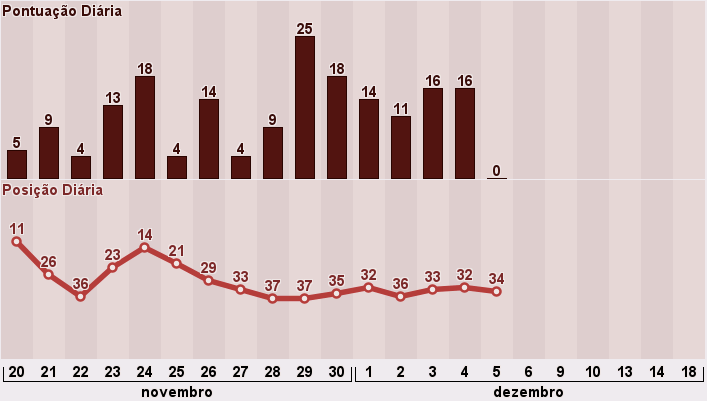 Pontuação Diária
5 9 4 13 18 4 14 4 9 25 18 14 11 16 16 0
Posição Diária
11 26 36 23 14 21 29 33 37 37 35 32 36 33 32 34
20 21 22 23 24 25 26 27 28 29 30 1 2 3 4 5 6 9 10 13 14 18
novembro dezembro